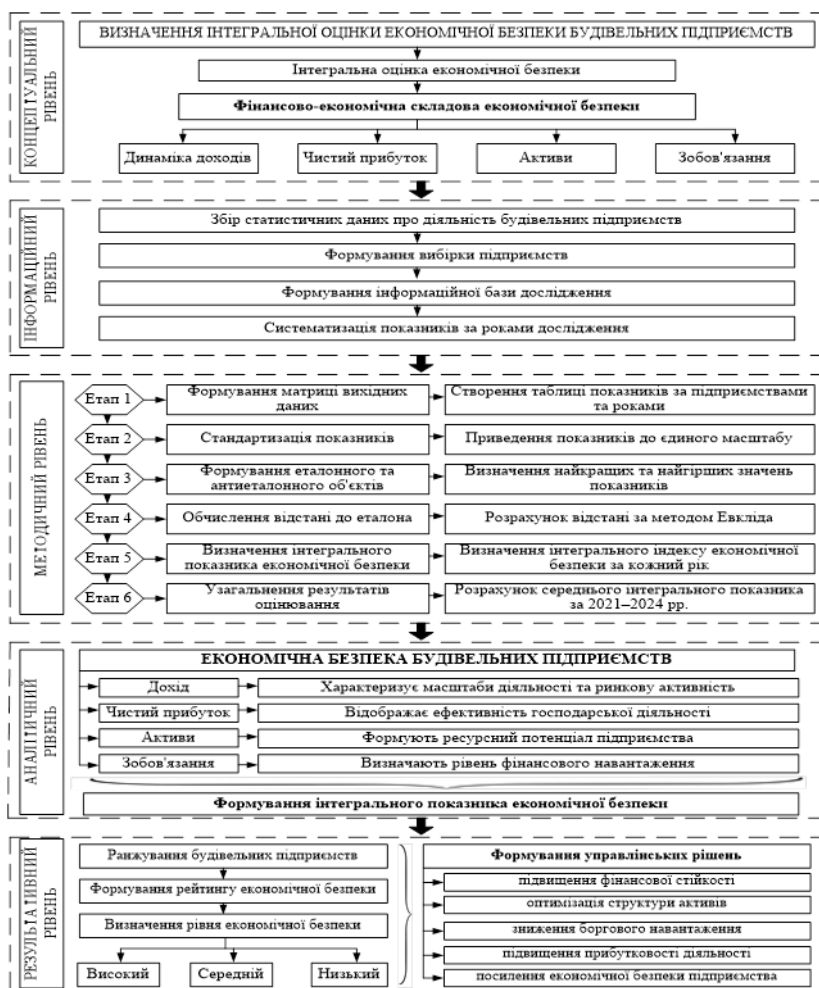 КОНЦЕПТУАЛЬНИЙ
РІВЕНЬ
ВИЗНАЧЕННЯ ІНТЕГРАЛЬНОЇ ОЦІНКИ ЕКОНОМІЧНОЇ БЕЗПЕКИ БУДІВЕЛЬНИХ ПІДПРИЄМСТВ
Інтегральна оцінка економічної безпеки
Фінансово-економічна складова економічної безпеки
Динаміка доходів
Чистий прибуток
Активи
Зобов'язання
ІНФОРМАЦІЙНИЙ
РІВЕНЬ
Збір статистичних даних про діяльність будівельних підприємств
Формування вибірки підприємств
Формування інформаційної бази дослідження
Систематизація показників за роками дослідження
МЕТОДИЧНИЙ РІВЕНЬ
Етап 1
Формування матриці вихідних
даних
Створення таблиці показників за підприємствами
та роками
Етап 2
Стандартизація показників
Приведення показників до єдиного масштабу
Етап 3
Формування еталонного та
антиеталонного об'єктів
Визначення найкращих та найгірших значень
показників
Етап 4
Обчислення відстані до еталона
Розрахунок відстані за методом Евкліда
Етап 5
Визначення інтегрального
показника економічної безпеки
Визначення інтегрального індексу економічної
безпеки за кожний рік
Етап 6
Узагальнення результатів
оцінювання
Розрахунок середнього інтегрального показника
за 2021–2024 рр.
АНАЛІТИЧНИЙ
РІВЕНЬ
ЕКОНОМІЧНА БЕЗПЕКА БУДІВЕЛЬНИХ ПІДПРИЄМСТВ
Дохід
Характеризує масштаби діяльності та ринкову активність
Чистий прибуток
Відображає ефективність господарської діяльності
Активи
Формують ресурсний потенціал підприємства
Зобов'язання
Визначають рівень фінансового навантаження
Формування інтегрального показника економічної безпеки
РЕЗУЛЬТАТИВНИЙ
РІВЕНЬ
Ранжування будівельних підприємств
Формування рейтингу економічної безпеки
Визначення рівня економічної безпеки
Високий
Середній
Низький
Формування управлінських рішень
підвищення фінансової стійкості
оптимізація структури активів
зниження боргового навантаження
підвищення прибутковості діяльності
посилення економічної безпеки підприємства